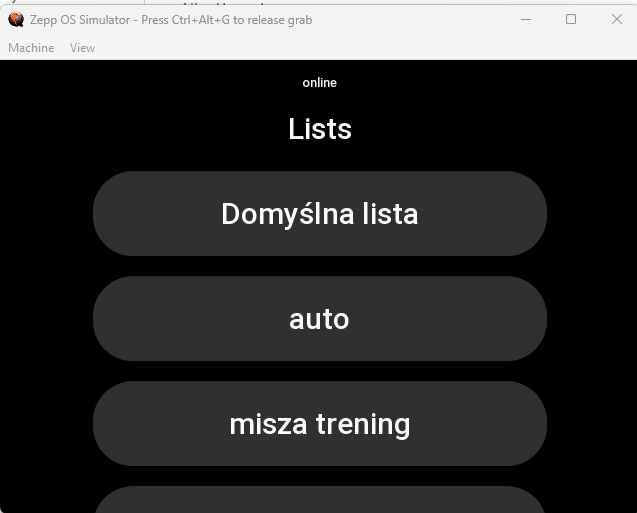 Zepp OS Simulator - Press Ctrl+Alt+G to release grab
Machine View
online
Lists
Domyślna lista
auto
misza trening